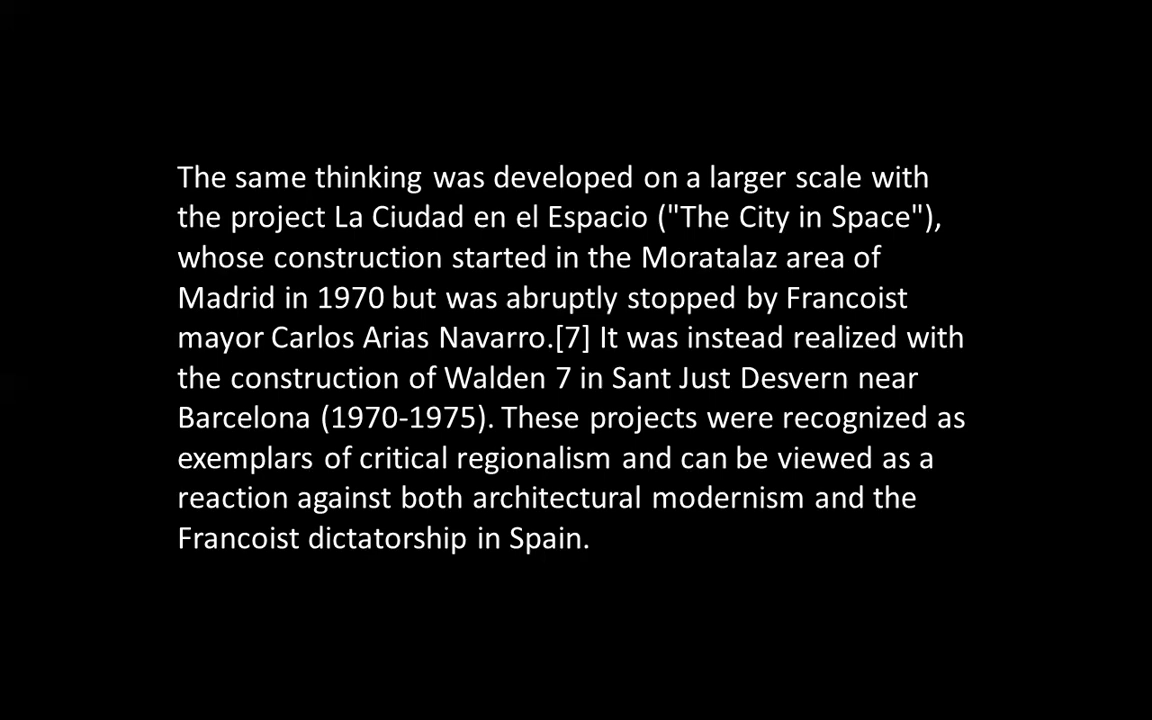 The same thinking was developed on a larger scale with
the project La Ciudad en el Espacio ("The City in Space"),
whose construction started in the Moratalaz area of
Madrid in 1970 but was abruptly stopped by Francoist
mayor Carlos Arias Navarro.[7] It was instead realized with
the construction of Walden 7 in Sant Just Desvern near
Barcelona (1970-1975). These projects were recognized as
exemplars of critical regionalism and can be viewed as a
reaction against both architectural modernism and the
Francoist dictatorship in Spain.